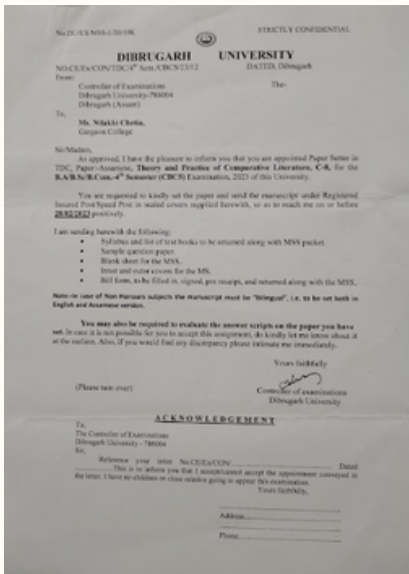 STRICTLY CONFIDENTIAL
DIBRUGARH UNIVERSITY
NO.CE/Ex/CON/TDC/4th Sem./CBCS/23/12 DATED, Dibrugarh
From: The-
Controller of Examinations
Dibrugarh University-786004
Dibrugarh (Assam)
To,
Ms. Nilakhi Chetia,
Gargaon College
Sir/Madam,
As approved, I have the pleasure to inform you that you are appointed Paper Setter in
TDC, Paper:-Assamese, Theory and Practice of Comparative Literature, C-8, for the
B.A/B.Sc/B.Com.-4th Semester (CBCS) Examination, 2023 of this University.
You are requested to kindly set the paper and send the manuscript under Registered
Insured Post/Speed Post in sealed covers supplied herewith, so as to reach me on or before
28/02/2023 positively.
I am sending herewith the following:
• Syllabus and list of text books to be returned along with MSS packet.
• Sample question paper.
• Blank sheet for the MSS.
• Inner and outer covers for the MS.
• Bill form, to be filled in, signed, pre receipt, and returned along with the MSS.
Note:-in case of Non Honours subjects the manuscript must be "Bilingual", i.e. to be set both in
English and Assamese version.
You may also be required to evaluate the answer scripts on the paper you have
set. In case it is not possible for you to accept this assignment, do kindly let me know about it
at the earliest. Also, if you would find any discrepancy please intimate me immediately.
Yours faithfully
(Please turn over)
Controller of examinations
Dibrugarh University
ACKNOWLEDGEMENT
To,
The Controller of Examinations
Dibrugarh University - 786004
Sir,
Reference your letter No.CE/Ex/CON/ Dated
This is to inform you that I accept/cannot accept the appointment conveyed in
the letter. I have no children or close relative going to appear this examination.
Yours faithfully,
Address
Phone